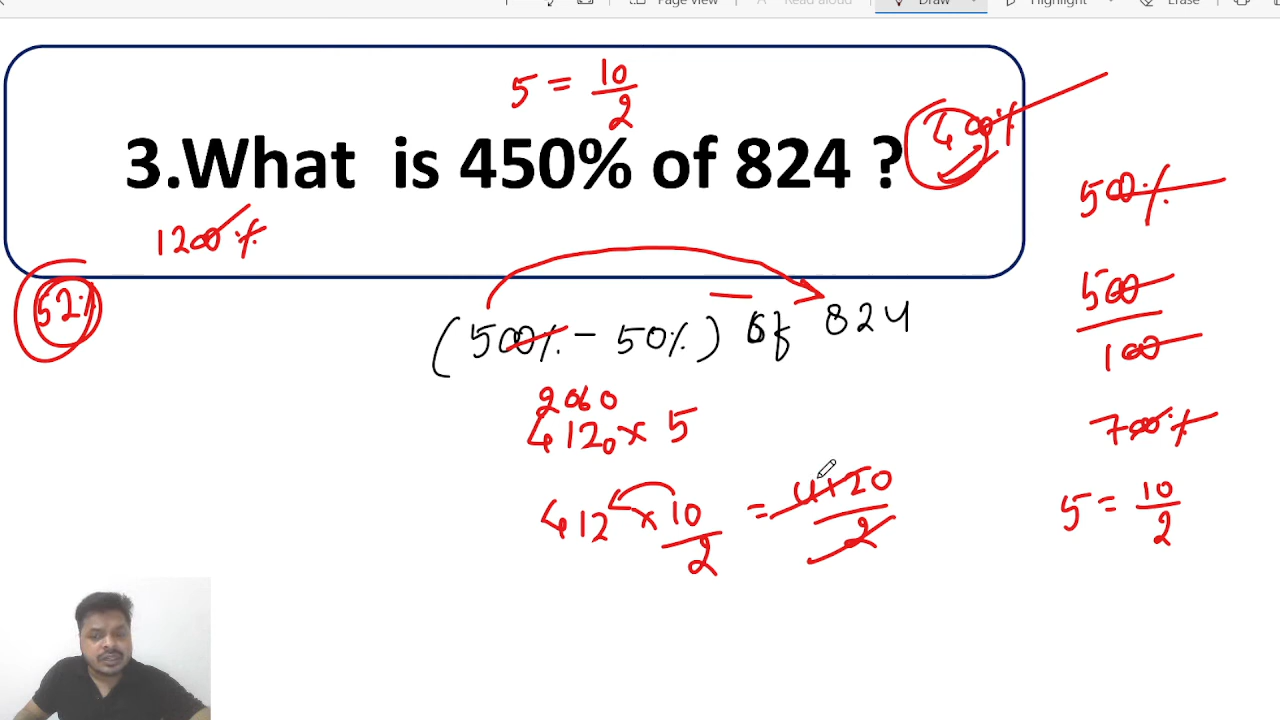 Page view A Read aloud Draw Highlight Erase
5 = 10/2
3.What is 450% of 824 ?
400%
500%
1200%
52%
500
100
(500% - 50%) of 824
2060
4120 x 5
700%
412 x 10/2 = 4120/2
5 = 10/2